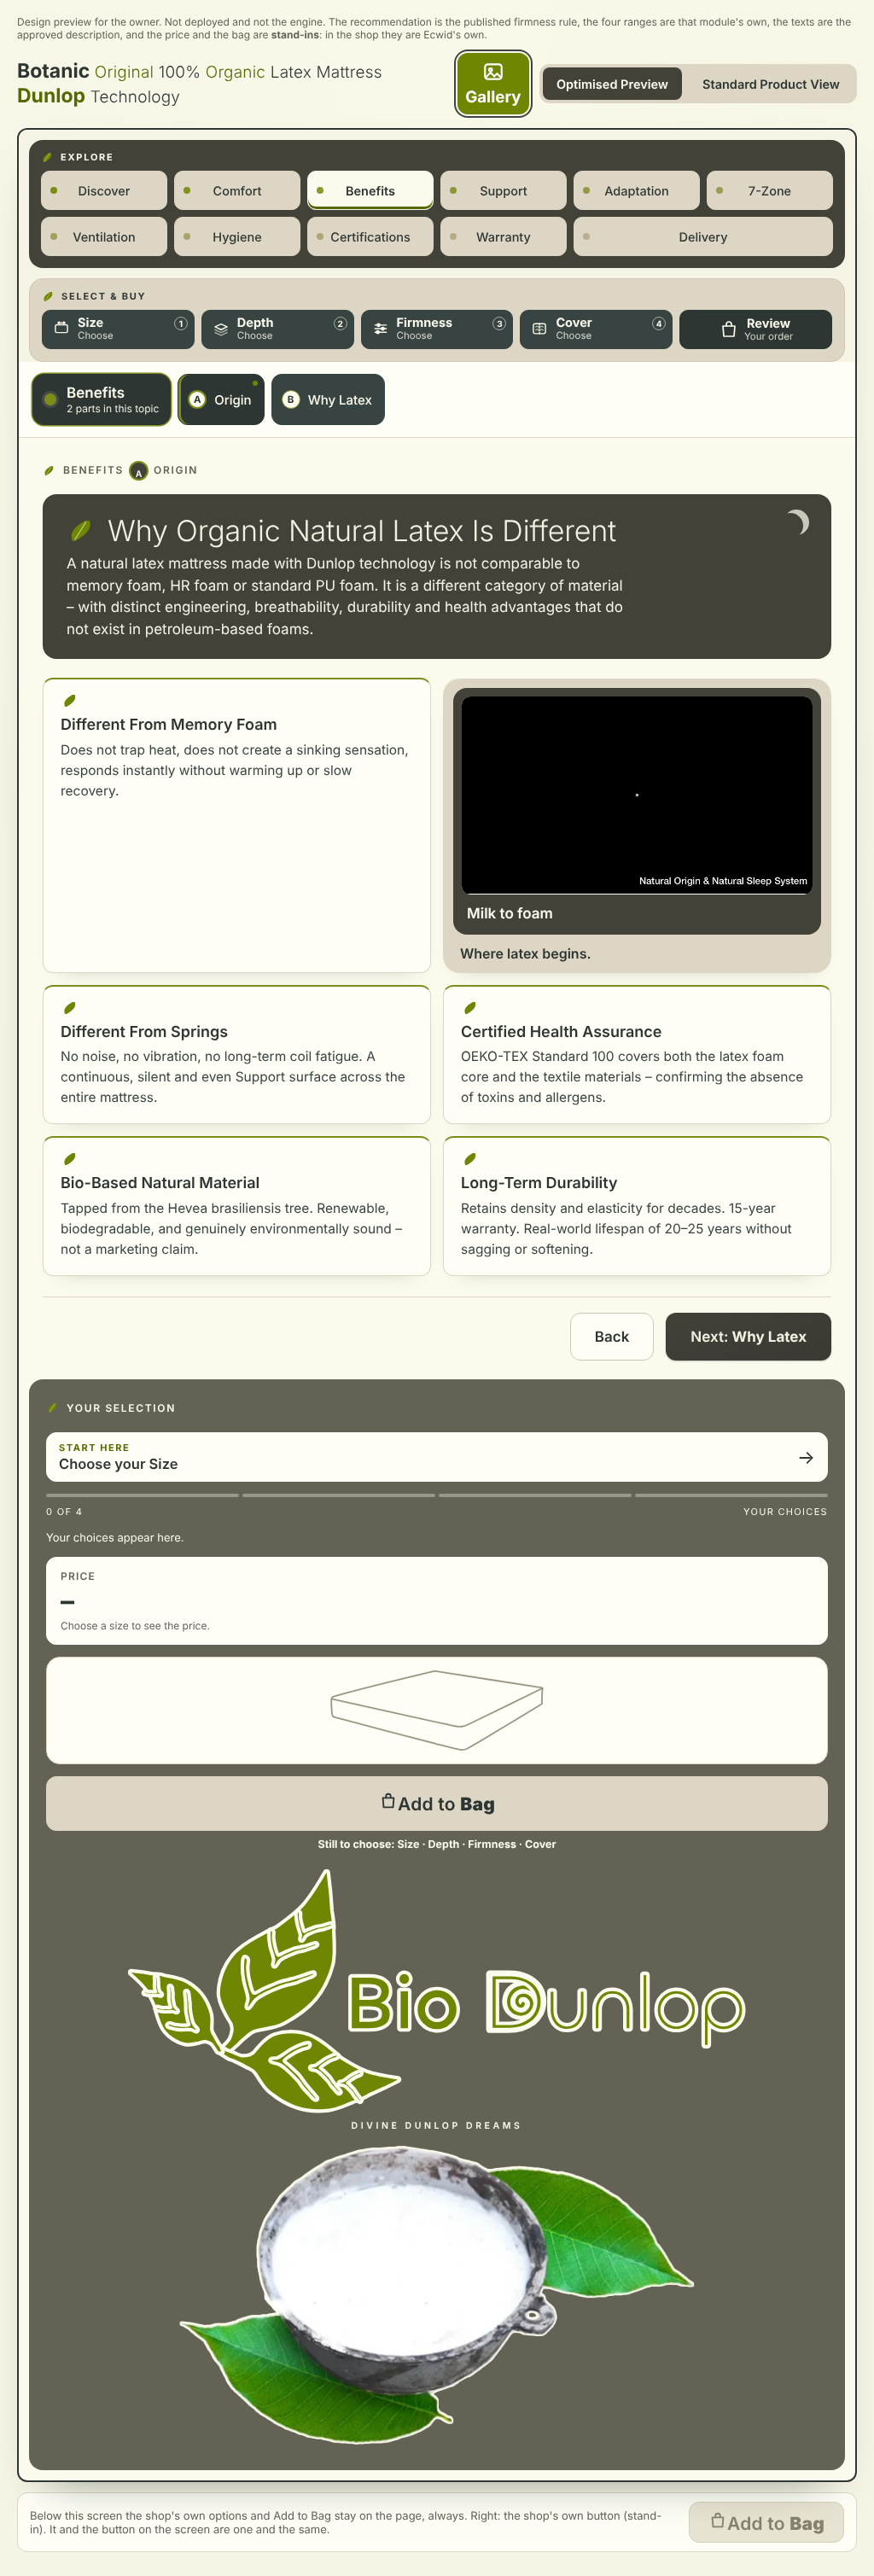 Design preview for the owner. Not deployed and not the engine. The recommendation is the published firmness rule, the four ranges are that module's own, the texts are the
approved description, and the price and the bag are stand-ins: in the shop they are Ecwid's own.
Botanic Original 100% Organic Latex Mattress
Dunlop Technology
Gallery
Optimised Preview
Standard Product View
EXPLORE
Discover
Comfort
Benefits
Support
Adaptation
7-Zone
Ventilation
Hygiene
Certifications
Warranty
Delivery
SELECT & BUY
Size
Choose
1
Depth
Choose
2
Firmness
Choose
3
Cover
Choose
4
Review
Your order
Benefits
2 parts in this topic
A
Origin
B
Why Latex
BENEFITS A ORIGIN
Why Organic Natural Latex Is Different
A natural latex mattress made with Dunlop technology is not comparable to
memory foam, HR foam or standard PU foam. It is a different category of material
– with distinct engineering, breathability, durability and health advantages that do
not exist in petroleum-based foams.
Different From Memory Foam
Does not trap heat, does not create a sinking sensation,
responds instantly without warming up or slow
recovery.
Natural Origin & Natural Sleep System
Milk to foam
Where latex begins.
Different From Springs
No noise, no vibration, no long-term coil fatigue. A
continuous, silent and even Support surface across the
entire mattress.
Certified Health Assurance
OEKO-TEX Standard 100 covers both the latex foam
core and the textile materials – confirming the absence
of toxins and allergens.
Bio-Based Natural Material
Tapped from the Hevea brasiliensis tree. Renewable,
biodegradable, and genuinely environmentally sound –
not a marketing claim.
Long-Term Durability
Retains density and elasticity for decades. 15-year
warranty. Real-world lifespan of 20–25 years without
sagging or softening.
Back
Next: Why Latex
YOUR SELECTION
START HERE
Choose your Size
0 OF 4
YOUR CHOICES
Your choices appear here.
PRICE
–
Choose a size to see the price.
Add to Bag
Still to choose: Size · Depth · Firmness · Cover
Bio Dunlop
DIVINE DUNLOP DREAMS
Below this screen the shop's own options and Add to Bag stay on the page, always. Right: the shop's own button (stand-
in). It and the button on the screen are one and the same.
Add to Bag